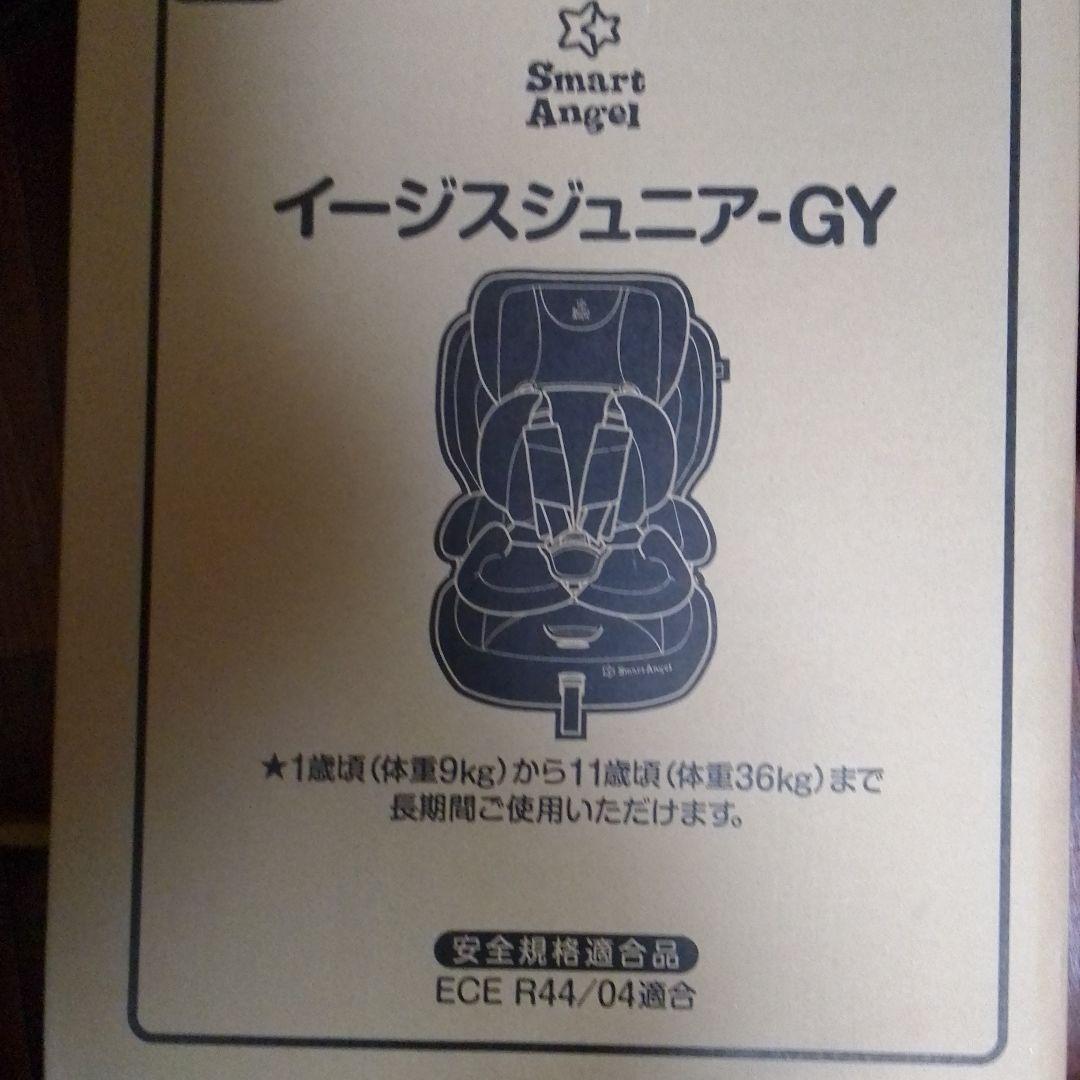 Smart
Angel
イージスジュニア-GY
Smart Angel
★1歳頃(体重9kg)から11歳頃(体重36kg)まで
長期間ご使用いただけます。
安全規格適合品
ECE R44/04適合